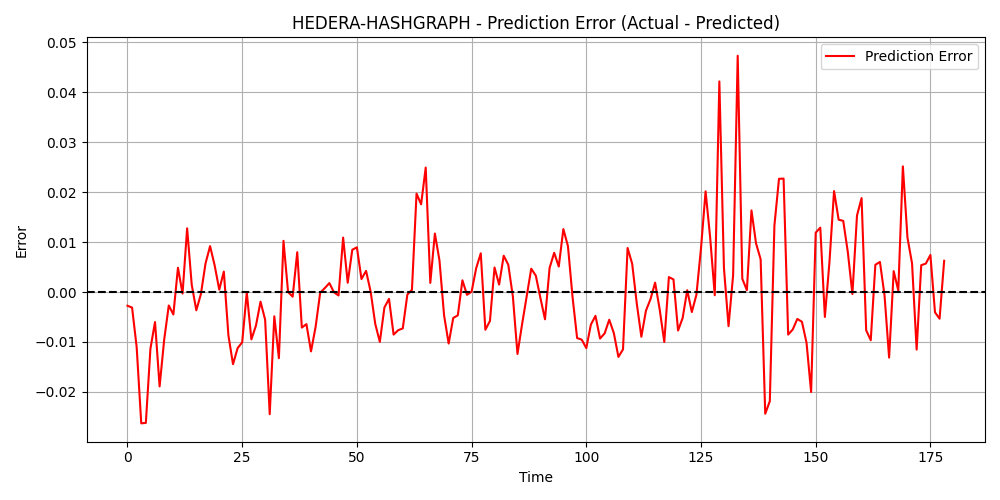 HEDERA-HASHGRAPH - Prediction Error (Actual - Predicted)
Prediction Error
0.05
0.04
0.03
0.02
0.01
0.00
−0.01
−0.02
Error
0 25 50 75 100 125 150 175
Time